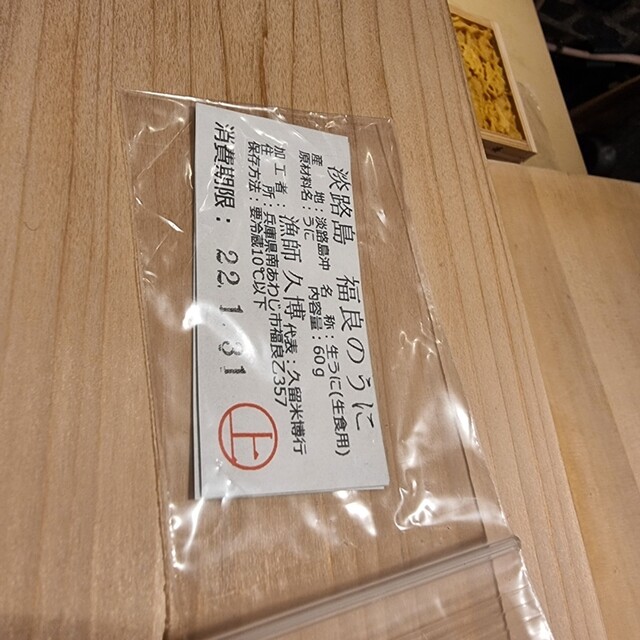 淡路島 福良のうに
産 地：淡路島沖 名 称：生うに(生食用)
原材料名：うに 内容量：60g
加工者：漁師 久博 代表：久留米博行
住 所：兵庫県南あわじ市福良乙357
保存方法：要冷蔵10℃以下
消費期限：22.1.31
上